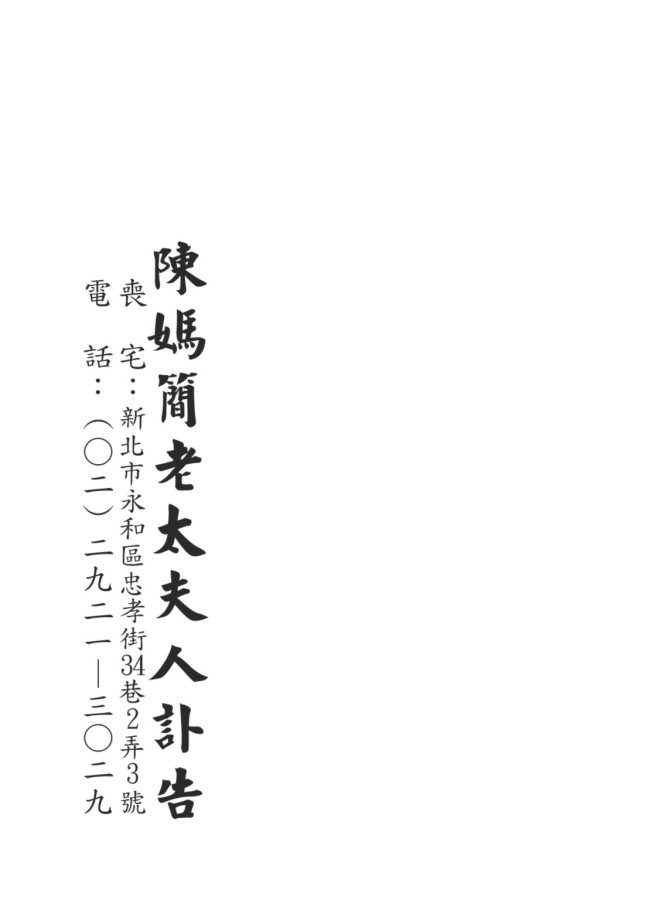 陳媽簡老太夫人訃告
喪宅：新北市永和區忠孝街34巷2弄3號
電話：（〇二）二九二一—三〇二九